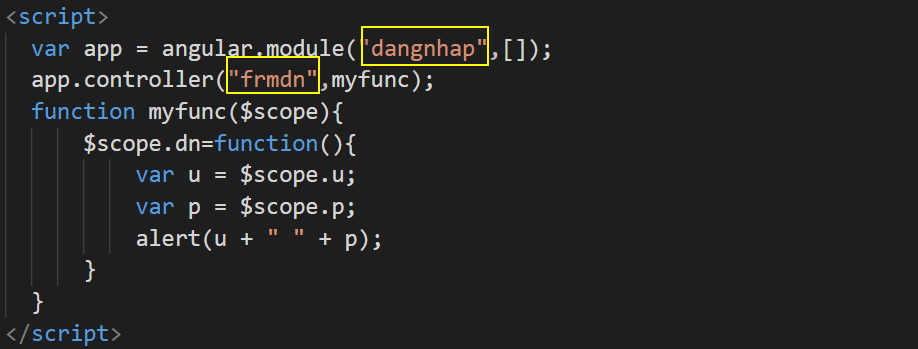 <script>
var app = angular.module("dangnhap",[]);
app.controller("frmdn",myfunc);
function myfunc($scope){
$scope.dn=function(){
var u = $scope.u;
var p = $scope.p;
alert(u + " " + p);
}
}
</script>